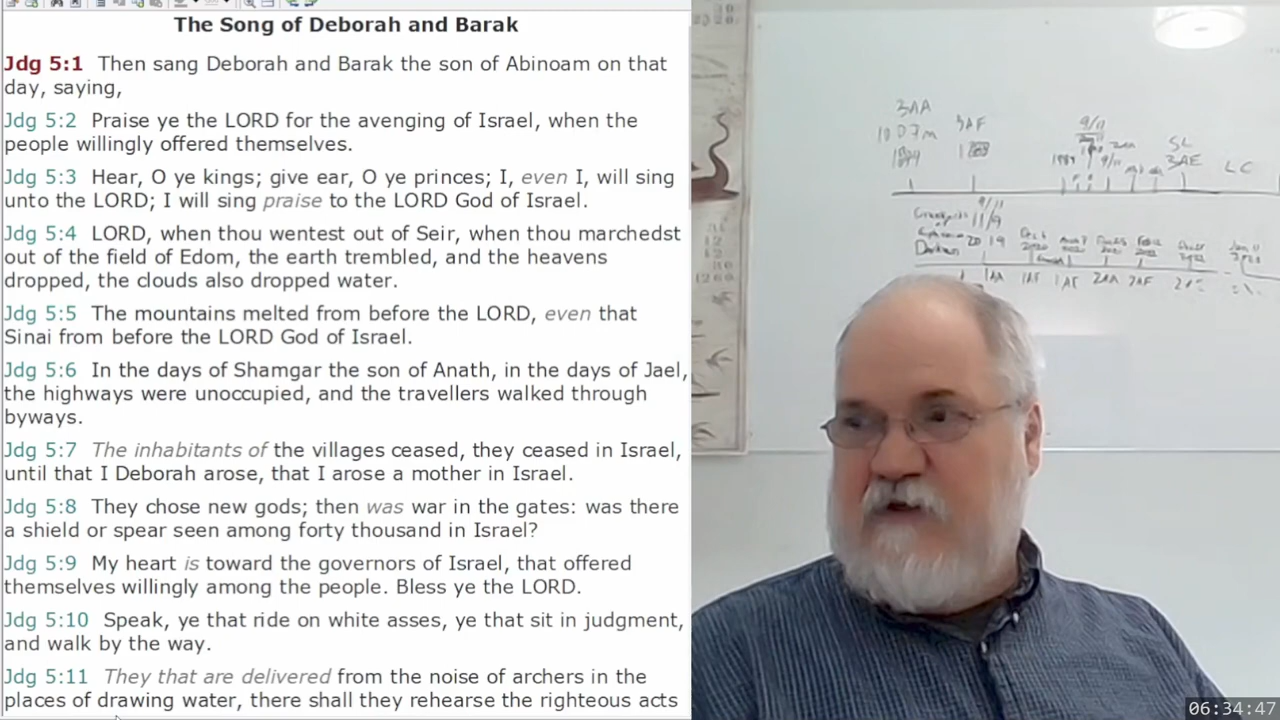 The Song of Deborah and Barak
Jdg 5:1 Then sang Deborah and Barak the son of Abinoam on that
day, saying,
Jdg 5:2 Praise ye the LORD for the avenging of Israel, when the
people willingly offered themselves.
Jdg 5:3 Hear, O ye kings; give ear, O ye princes; I, even I, will sing
unto the LORD; I will sing praise to the LORD God of Israel.
Jdg 5:4 LORD, when thou wentest out of Seir, when thou marchedst
out of the field of Edom, the earth trembled, and the heavens
dropped, the clouds also dropped water.
Jdg 5:5 The mountains melted from before the LORD, even that
Sinai from before the LORD God of Israel.
Jdg 5:6 In the days of Shamgar the son of Anath, in the days of Jael,
the highways were unoccupied, and the travellers walked through
byways.
Jdg 5:7 The inhabitants of the villages ceased, they ceased in Israel,
until that I Deborah arose, that I arose a mother in Israel.
Jdg 5:8 They chose new gods; then was war in the gates: was there
a shield or spear seen among forty thousand in Israel?
Jdg 5:9 My heart is toward the governors of Israel, that offered
themselves willingly among the people. Bless ye the LORD.
Jdg 5:10 Speak, ye that ride on white asses, ye that sit in judgment,
and walk by the way.
Jdg 5:11 They that are delivered from the noise of archers in the
places of drawing water, there shall they rehearse the righteous acts
3AA
3AF
9/11
SL
3AE
LC
9/11
11/9
20 19
1AA
1AF
2AA
06:34:47